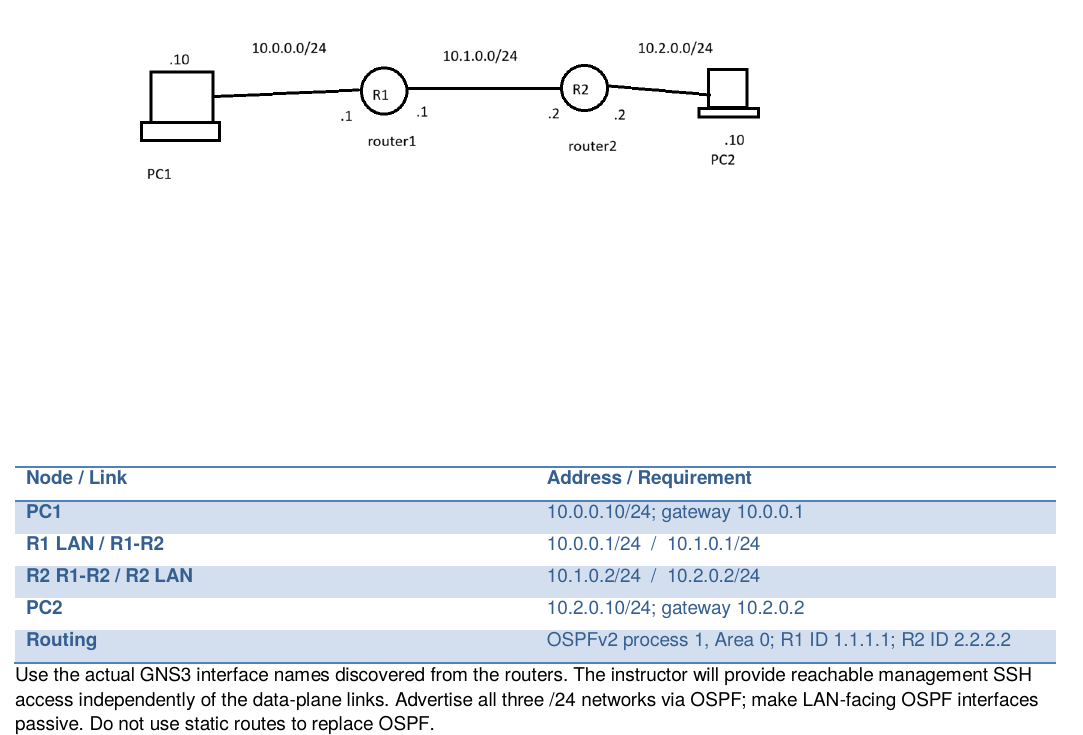 10.0.0.0/24
10.1.0.0/24
10.2.0.0/24
.10
R1
R2
.1
.1
.2
.2
router1
router2
.10
PC1
PC2
Node / Link Address / Requirement
PC1 10.0.0.10/24; gateway 10.0.0.1
R1 LAN / R1-R2 10.0.0.1/24 / 10.1.0.1/24
R2 R1-R2 / R2 LAN 10.1.0.2/24 / 10.2.0.2/24
PC2 10.2.0.10/24; gateway 10.2.0.2
Routing OSPFv2 process 1, Area 0; R1 ID 1.1.1.1; R2 ID 2.2.2.2
Use the actual GNS3 interface names discovered from the routers. The instructor will provide reachable management SSH
access independently of the data-plane links. Advertise all three /24 networks via OSPF; make LAN-facing OSPF interfaces
passive. Do not use static routes to replace OSPF.